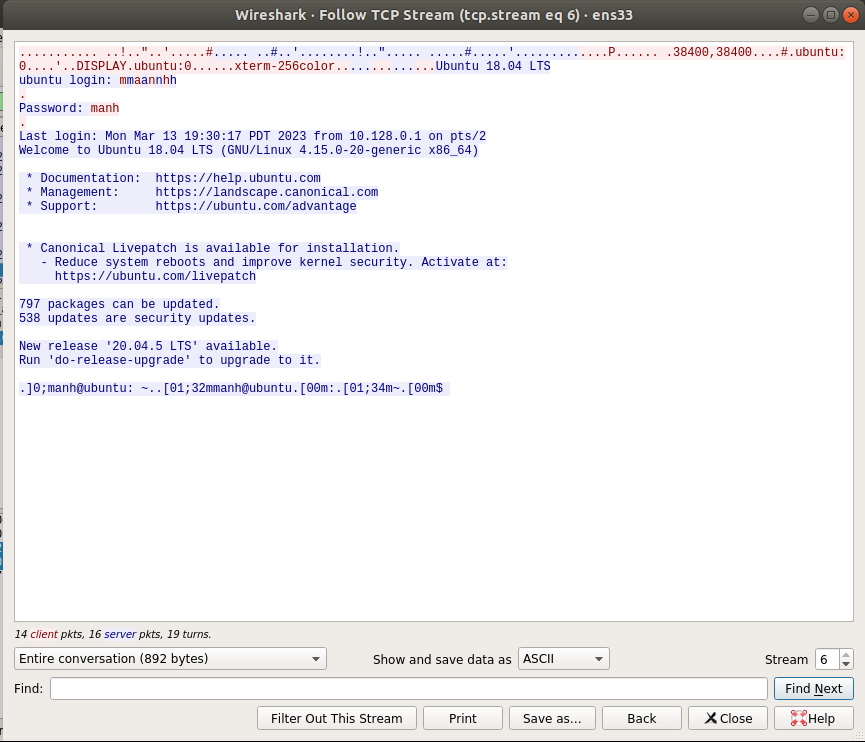 Wireshark · Follow TCP Stream (tcp.stream eq 6) · ens33
........... ..!.."..'.....#..... ..#..'........!.."..... .....#.....'.............P...... .38400,38400....#.ubuntu:
0....'..DISPLAY.ubuntu:0......xterm-256color..............Ubuntu 18.04 LTS
ubuntu login: mmaannhh
.
Password: manh
.
Last login: Mon Mar 13 19:30:17 PDT 2023 from 10.128.0.1 on pts/2
Welcome to Ubuntu 18.04 LTS (GNU/Linux 4.15.0-20-generic x86_64)
* Documentation:  https://help.ubuntu.com
* Management:     https://landscape.canonical.com
* Support:        https://ubuntu.com/advantage
* Canonical Livepatch is available for installation.
- Reduce system reboots and improve kernel security. Activate at:
https://ubuntu.com/livepatch
797 packages can be updated.
538 updates are security updates.
New release '20.04.5 LTS' available.
Run 'do-release-upgrade' to upgrade to it.
.]0;manh@ubuntu: ~..[01;32mmanh@ubuntu.[00m:.[01;34m~.[00m$
14 client pkts, 16 server pkts, 19 turns.
Entire conversation (892 bytes) Show and save data as ASCII Stream 6
Find: Find Next
Filter Out This Stream Print Save as... Back Close Help